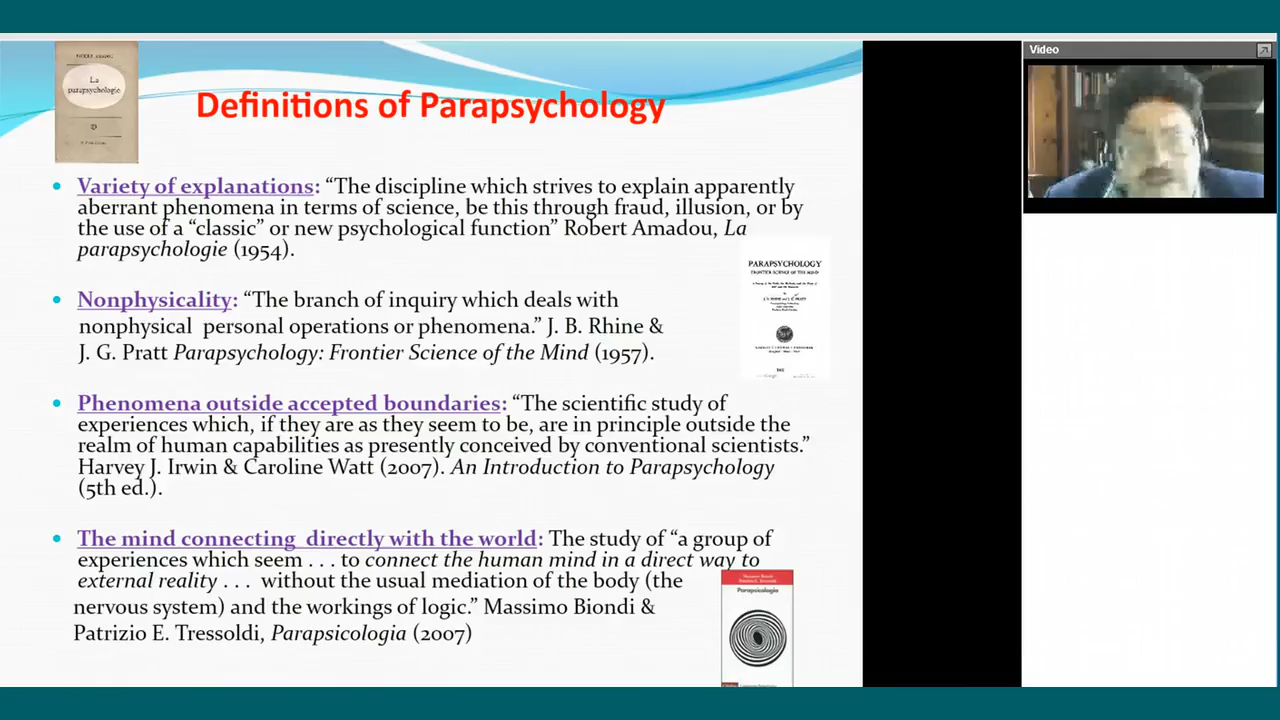 Video
La
parapsychologie
Definitions of Parapsychology
• Variety of explanations: “The discipline which strives to explain apparently
aberrant phenomena in terms of science, be this through fraud, illusion, or by
the use of a “classic” or new psychological function” Robert Amadou, La
parapsychologie (1954).
PARAPSYCHOLOGY
FRONTIER SCIENCE OF THE MIND
• Nonphysicality: “The branch of inquiry which deals with
nonphysical personal operations or phenomena.” J. B. Rhine &
J. G. Pratt Parapsychology: Frontier Science of the Mind (1957).
• Phenomena outside accepted boundaries: “The scientific study of
experiences which, if they are as they seem to be, are in principle outside the
realm of human capabilities as presently conceived by conventional scientists.”
Harvey J. Irwin & Caroline Watt (2007). An Introduction to Parapsychology
(5th ed.).
• The mind connecting directly with the world: The study of “a group of
experiences which seem . . . to connect the human mind in a direct way to
external reality . . . without the usual mediation of the body (the
nervous system) and the workings of logic.” Massimo Biondi &
Patrizio E. Tressoldi, Parapsicologia (2007)
Parapsicologia